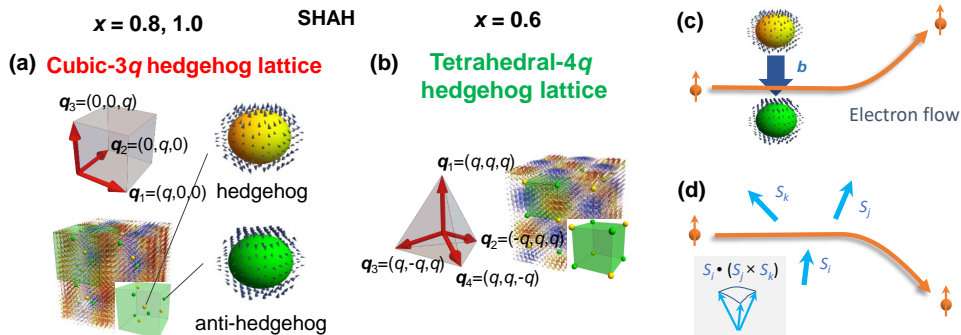 x = 0.8, 1.0
SHAH
x = 0.6
(a) Cubic-3q hedgehog lattice
q₃=(0,0,q)
q₂=(0,q,0)
q₁=(q,0,0)
hedgehog
anti-hedgehog
(b) Tetrahedral-4q
hedgehog lattice
q₁=(q,q,q)
q₂=(-q,q,q)
q₃=(q,-q,q)
q₄=(q,q,-q)
(c)
b
Electron flow
(d)
Sₖ
Sⱼ
Sᵢ
Sᵢ • (Sⱼ × Sₖ)